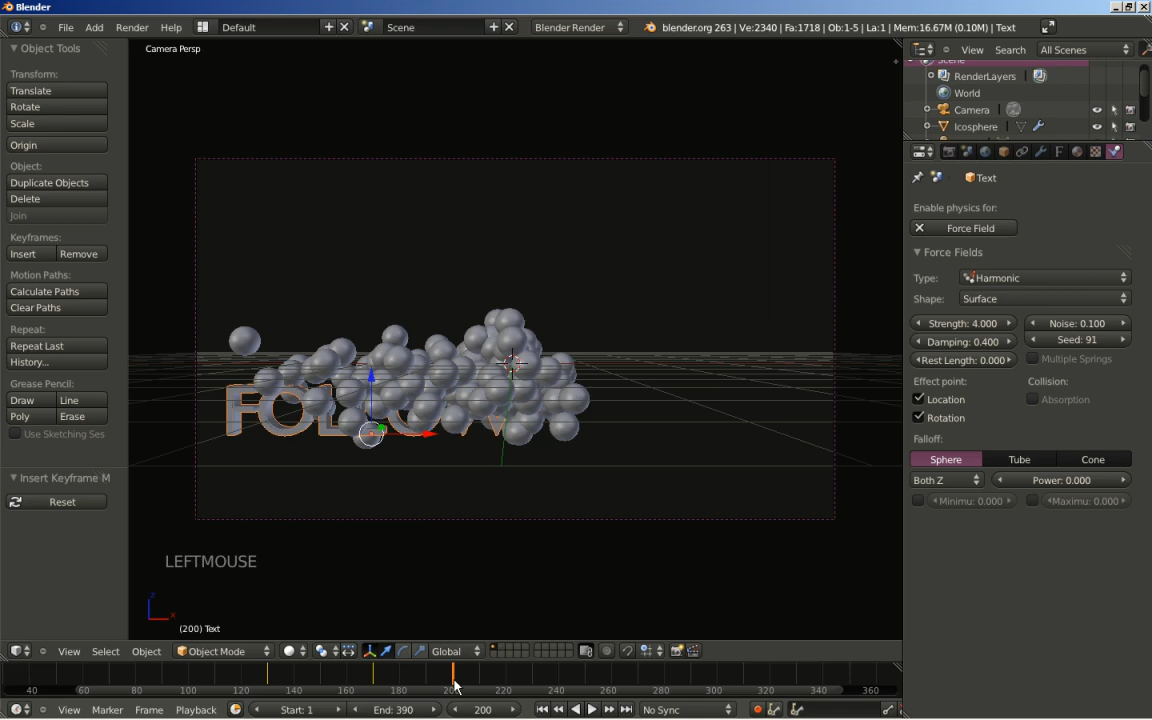 Blender
File Add Render Help Default Scene Blender Render blender.org 263 | Ve:2340 | Fa:1718 | Ob:1-5 | La:1 | Mem:16.67M (0.10M) | Text
Object Tools
Transform:
Translate
Rotate
Scale
Origin
Object:
Duplicate Objects
Delete
Join
Keyframes:
Insert Remove
Motion Paths:
Calculate Paths
Clear Paths
Repeat:
Repeat Last
History...
Grease Pencil:
Draw Line
Poly Erase
Use Sketching Ses
Insert Keyframe M
Reset
Camera Persp
FOL
LEFTMOUSE
z
x
(200) Text
View Search All Scenes
Scene
RenderLayers
World
Camera
Icosphere
Text
Enable physics for:
Force Field
Force Fields
Type: Harmonic
Shape: Surface
Strength: 4.000 Noise: 0.100
Damping: 0.400 Seed: 91
Rest Length: 0.000 Multiple Springs
Effect point: Collision:
Location Absorption
Rotation
Falloff:
Sphere Tube Cone
Both Z Power: 0.000
Minimu: 0.000 Maximu: 0.000
View Select Object Object Mode Global
40 60 80 100 120 140 160 180 200 220 240 260 280 300 320 340 360
View Marker Frame Playback Start: 1 End: 390 200 No Sync